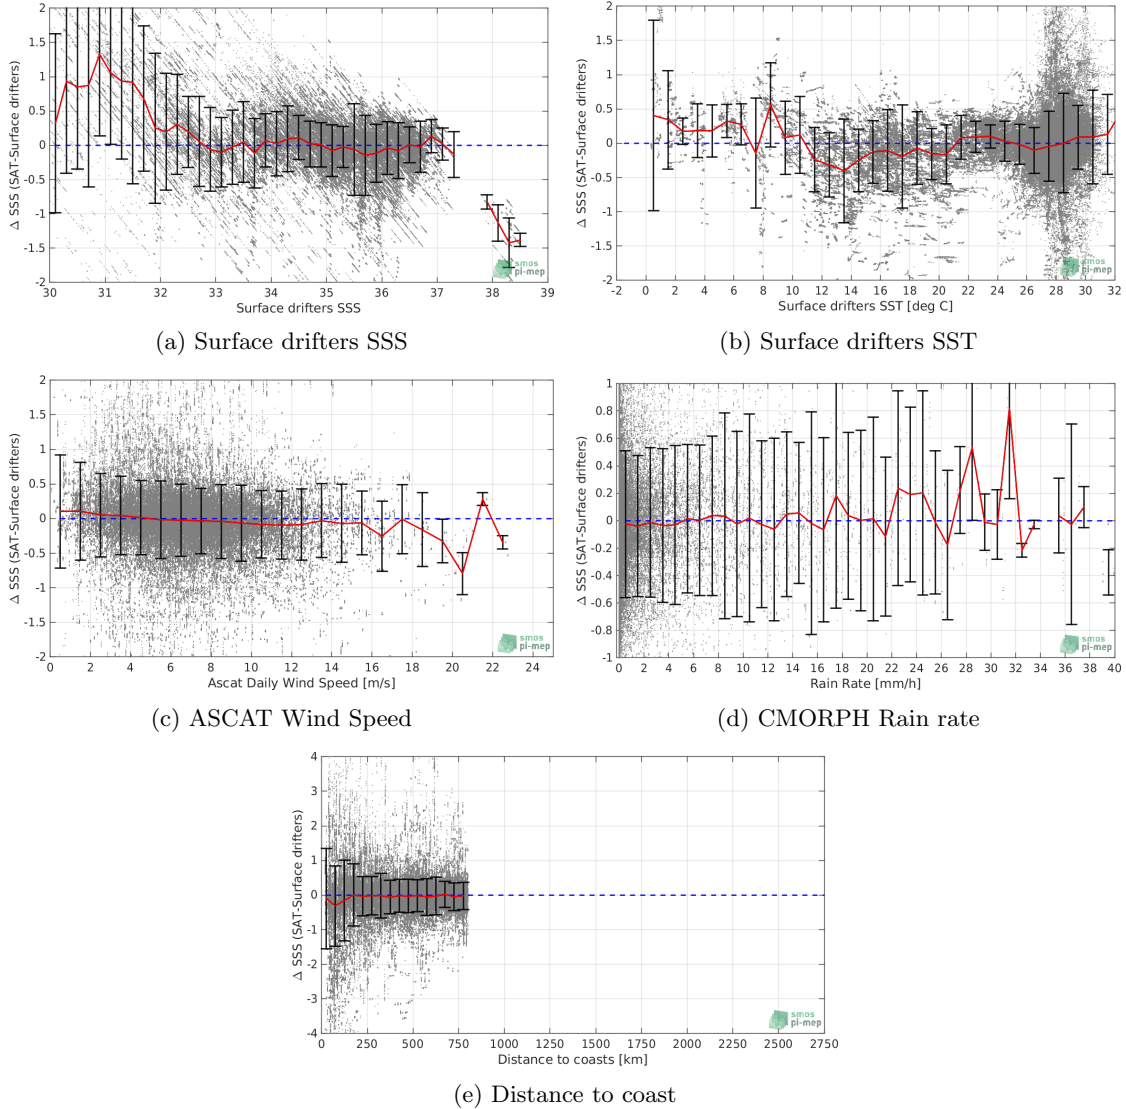 2
1.5
1
0.5
0
-0.5
-1
-1.5
-2
Δ SSS (SAT-Surface drifters)
30 31 32 33 34 35 36 37 38 39
Surface drifters SSS
smos
pi-mep
(a) Surface drifters SSS
2
1.5
1
0.5
0
-0.5
-1
-1.5
-2
Δ SSS (SAT-Surface drifters)
-2 0 2 4 6 8 10 12 14 16 18 20 22 24 26 28 30 32
Surface drifters SST [deg C]
smos
pi-mep
(b) Surface drifters SST
2
1.5
1
0.5
0
-0.5
-1
-1.5
-2
Δ SSS (SAT-Surface drifters)
0 2 4 6 8 10 12 14 16 18 20 22 24
Ascat Daily Wind Speed [m/s]
smos
pi-mep
(c) ASCAT Wind Speed
1
0.8
0.6
0.4
0.2
0
-0.2
-0.4
-0.6
-0.8
-1
Δ SSS (SAT-Surface drifters)
0 2 4 6 8 10 12 14 16 18 20 22 24 26 28 30 32 34 36 38 40
Rain Rate [mm/h]
smos
pi-mep
(d) CMORPH Rain rate
4
3
2
1
0
-1
-2
-3
-4
Δ SSS (SAT-Surface drifters)
0 250 500 750 1000 1250 1500 1750 2000 2250 2500 2750
Distance to coasts [km]
smos
pi-mep
(e) Distance to coast